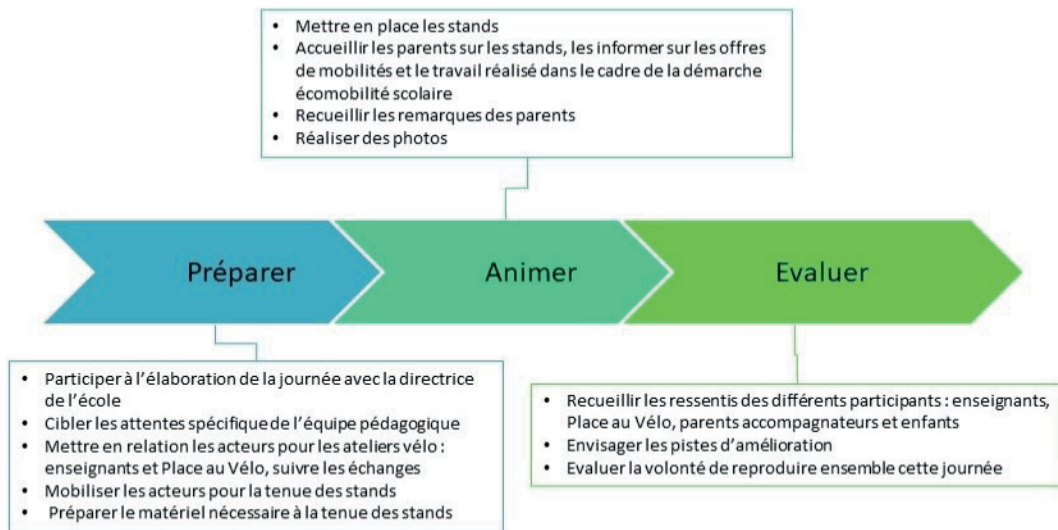 • Mettre en place les stands
• Accueillir les parents sur les stands, les informer sur les offres
de mobilités et le travail réalisé dans le cadre de la démarche
écomobilité scolaire
• Recueillir les remarques des parents
• Réaliser des photos
Préparer
Animer
Evaluer
• Participer à l'élaboration de la journée avec la directrice
de l'école
• Cibler les attentes spécifique de l'équipe pédagogique
• Mettre en relation les acteurs pour les ateliers vélo :
enseignants et Place au Vélo, suivre les échanges
• Mobiliser les acteurs pour la tenue des stands
• Préparer le matériel nécessaire à la tenue des stands
• Recueillir les ressentis des différents participants : enseignants,
Place au Vélo, parents accompagnateurs et enfants
• Envisager les pistes d'amélioration
• Evaluer la volonté de reproduire ensemble cette journée